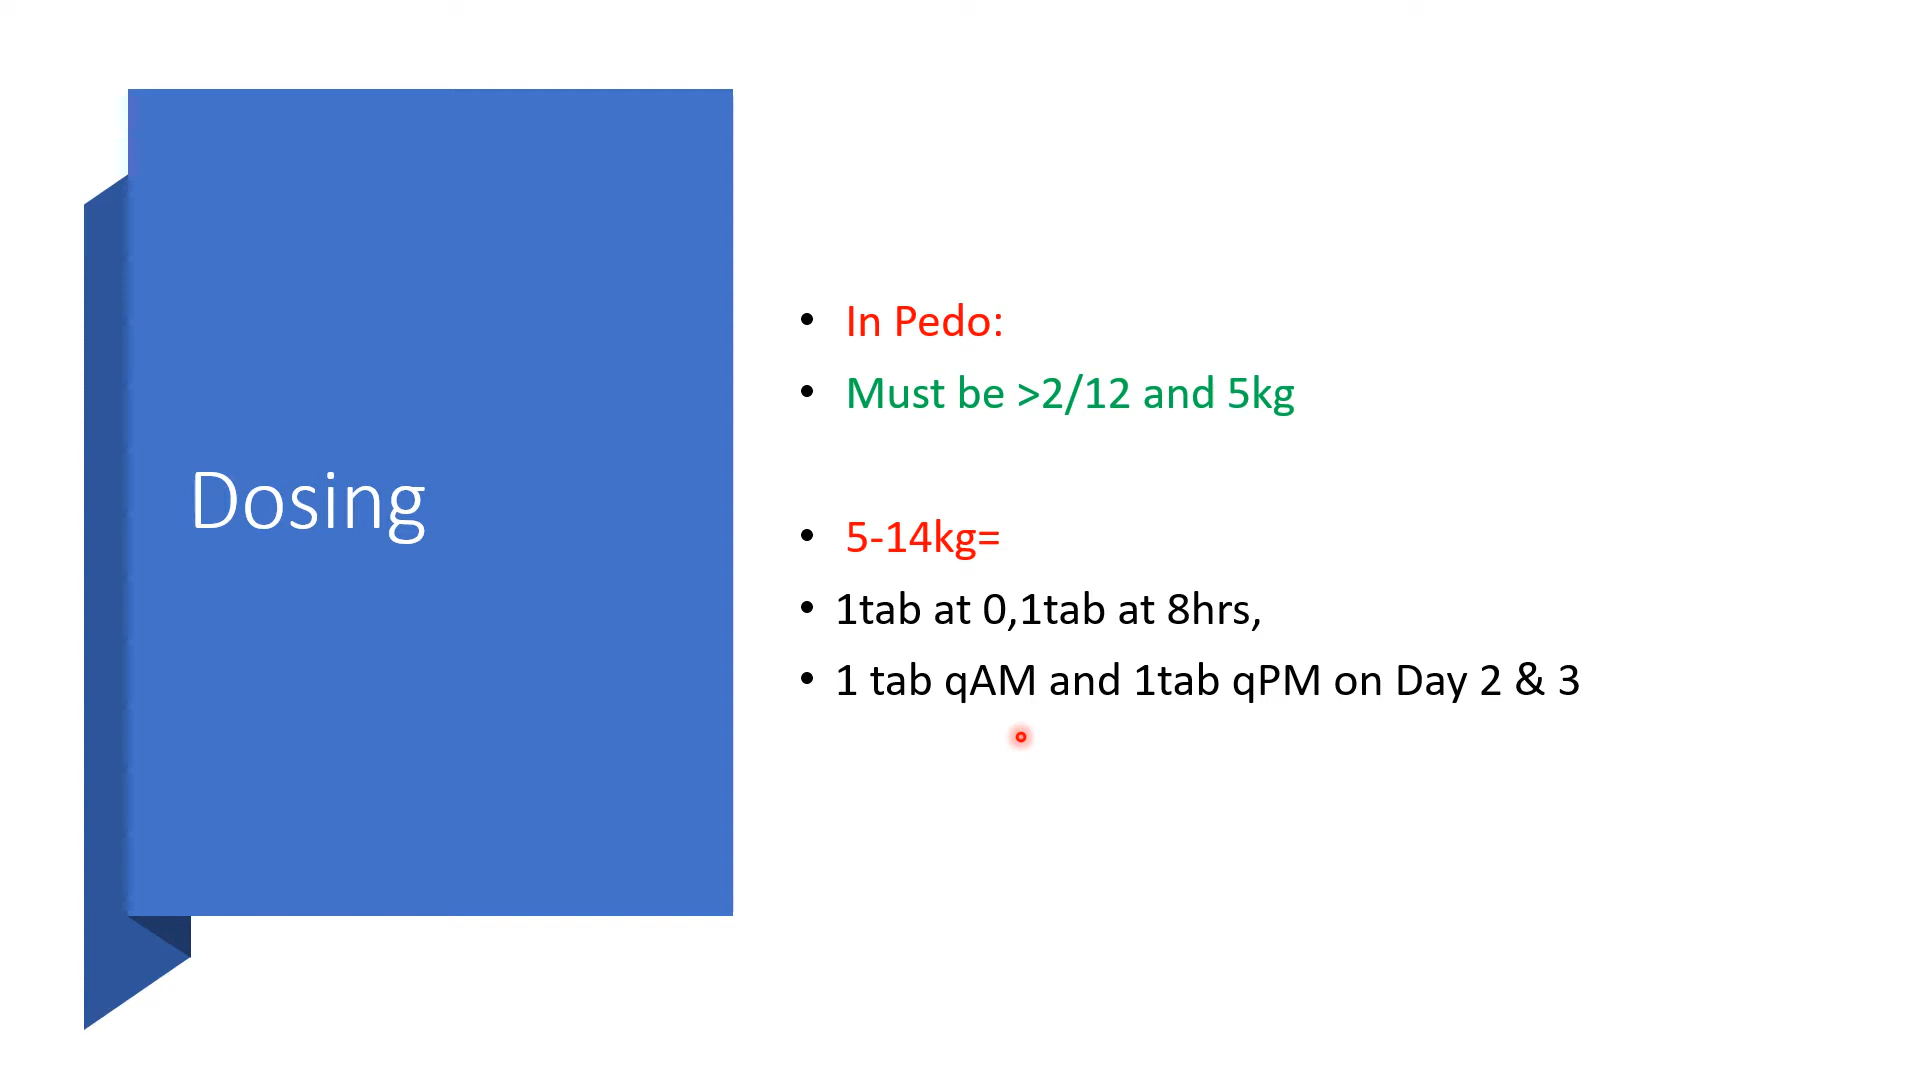 Dosing
In Pedo:
Must be >2/12 and 5kg
5-14kg=
1tab at 0,1tab at 8hrs,
1 tab qAM and 1tab qPM on Day 2 & 3